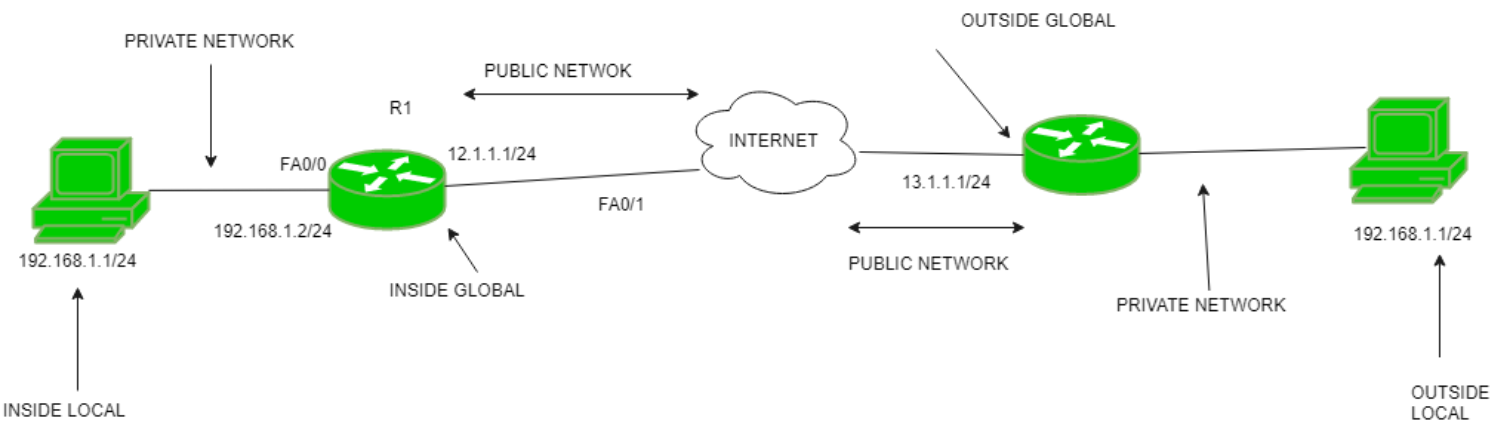 OUTSIDE GLOBAL
PRIVATE NETWORK
PUBLIC NETWOK
R1
INTERNET
12.1.1.1/24
FA0/0
13.1.1.1/24
FA0/1
192.168.1.2/24
192.168.1.1/24
192.168.1.1/24
PUBLIC NETWORK
INSIDE GLOBAL
PRIVATE NETWORK
OUTSIDE
LOCAL
INSIDE LOCAL